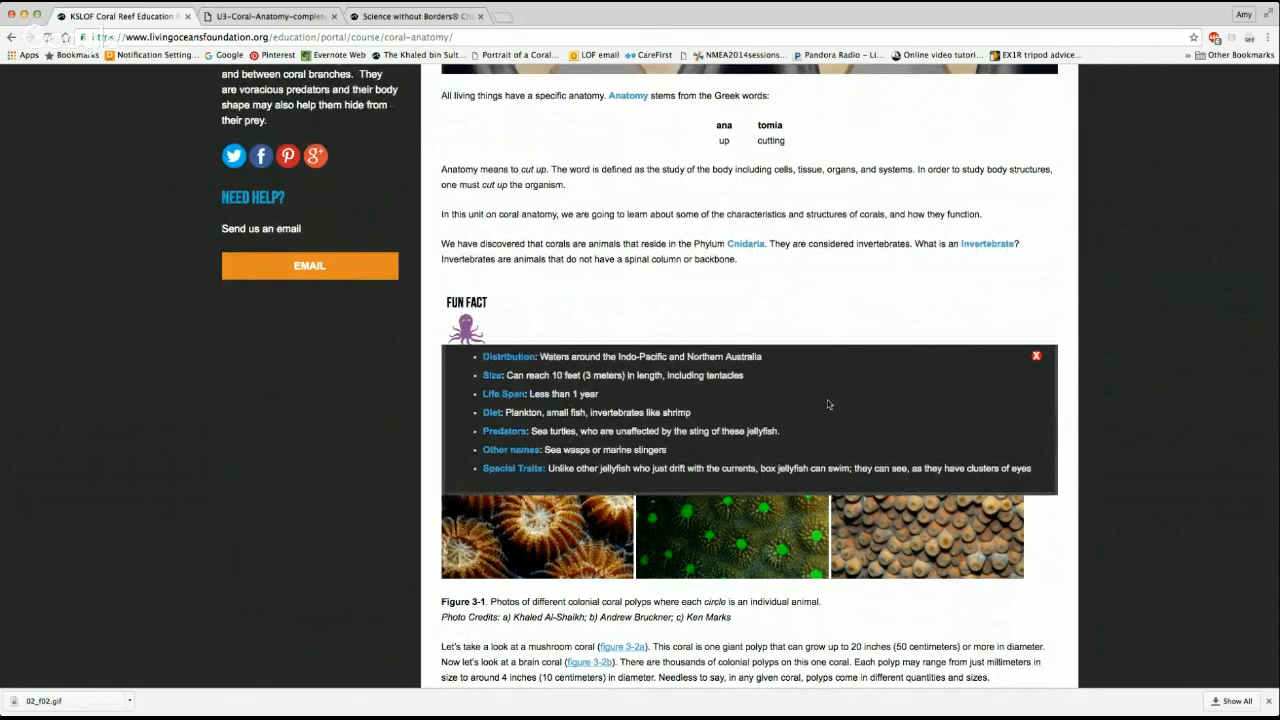 KSLOF Coral Reef Education P
U3-Coral-Anatomy-complete
Science without Borders® Ch
Amy
https://www.livingoceansfoundation.org/education/portal/course/coral-anatomy/
Bookmarks
Notification Setting...
Google
Pinterest
Evernote Web
The Khaled bin Sult...
Portrait of a Coral...
LOF email
CareFirst
NMEA2014sessions...
Pandora Radio - Li...
Online video tutori...
EX1R tripod advice...
» Other Bookmarks
and between coral branches. They
are voracious predators and their body
shape may also help them hide from
their prey.
NEED HELP?
Send us an email
EMAIL
All living things have a specific anatomy. Anatomy stems from the Greek words:
ana tomia
up cutting
Anatomy means to cut up. The word is defined as the study of the body including cells, tissue, organs, and systems. In order to study body structures,
one must cut up the organism.
In this unit on coral anatomy, we are going to learn about some of the characteristics and structures of corals, and how they function.
We have discovered that corals are animals that reside in the Phylum Cnidaria. They are considered invertebrates. What is an Invertebrate?
Invertebrates are animals that do not have a spinal column or backbone.
FUN FACT
• Distribution: Waters around the Indo-Pacific and Northern Australia
X
• Size: Can reach 10 feet (3 meters) in length, including tentacles
• Life Span: Less than 1 year
• Diet: Plankton, small fish, invertebrates like shrimp
• Predators: Sea turtles, who are unaffected by the sting of these jellyfish.
• Other names: Sea wasps or marine stingers
• Special Traits: Unlike other jellyfish who just drift with the currents, box jellyfish can swim; they can see, as they have clusters of eyes
Figure 3-1. Photos of different colonial coral polyps where each circle is an individual animal.
Photo Credits: a) Khaled Al-Shaikh; b) Andrew Bruckner; c) Ken Marks
Let's take a look at a mushroom coral (figure 3-2a). This coral is one giant polyp that can grow up to 20 inches (50 centimeters) or more in diameter.
Now let's look at a brain coral (figure 3-2b). There are thousands of colonial polyps on this one coral. Each polyp may range from just millimeters in
size to around 4 inches (10 centimeters) in diameter. Needless to say, in any given coral, polyps come in different quantities and sizes.
02_f02.gif
Show All